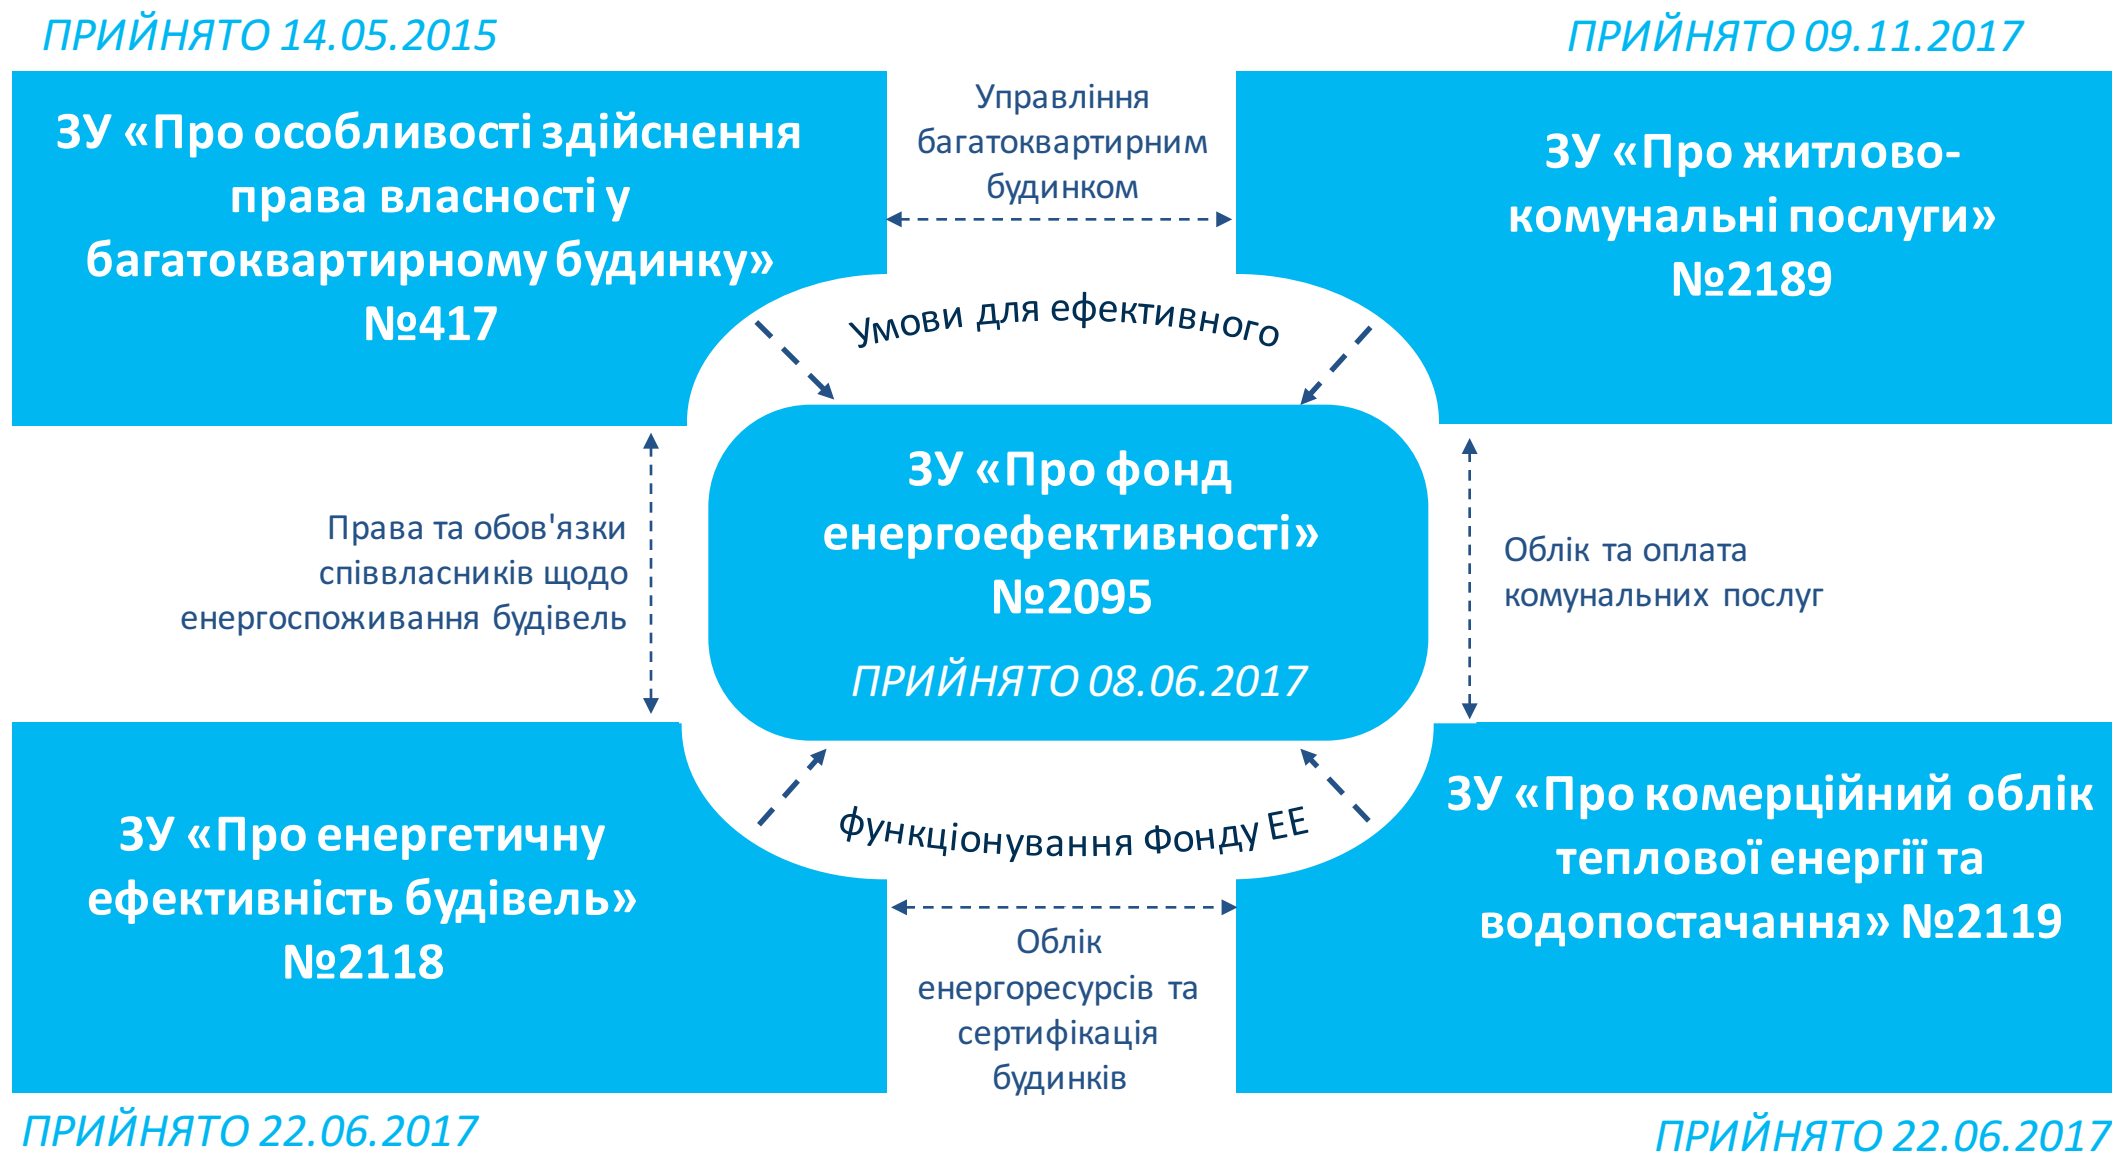 ПРИЙНЯТО 14.05.2015
ПРИЙНЯТО 09.11.2017
ЗУ «Про особливості здійснення
права власності у
багатоквартирному будинку»
№417
Управління
багатоквартирним
будинком
ЗУ «Про житлово-
комунальні послуги»
№2189
Умови для ефективного
ЗУ «Про фонд
енергоефективності»
№2095
ПРИЙНЯТО 08.06.2017
Права та обов'язки
співвласників щодо
енергоспоживання будівель
Облік та оплата
комунальних послуг
функціонування Фонду ЕЕ
ЗУ «Про енергетичну
ефективність будівель»
№2118
Облік
енергоресурсів та
сертифікація
будинків
ЗУ «Про комерційний облік
теплової енергії та
водопостачання» №2119
ПРИЙНЯТО 22.06.2017
ПРИЙНЯТО 22.06.2017